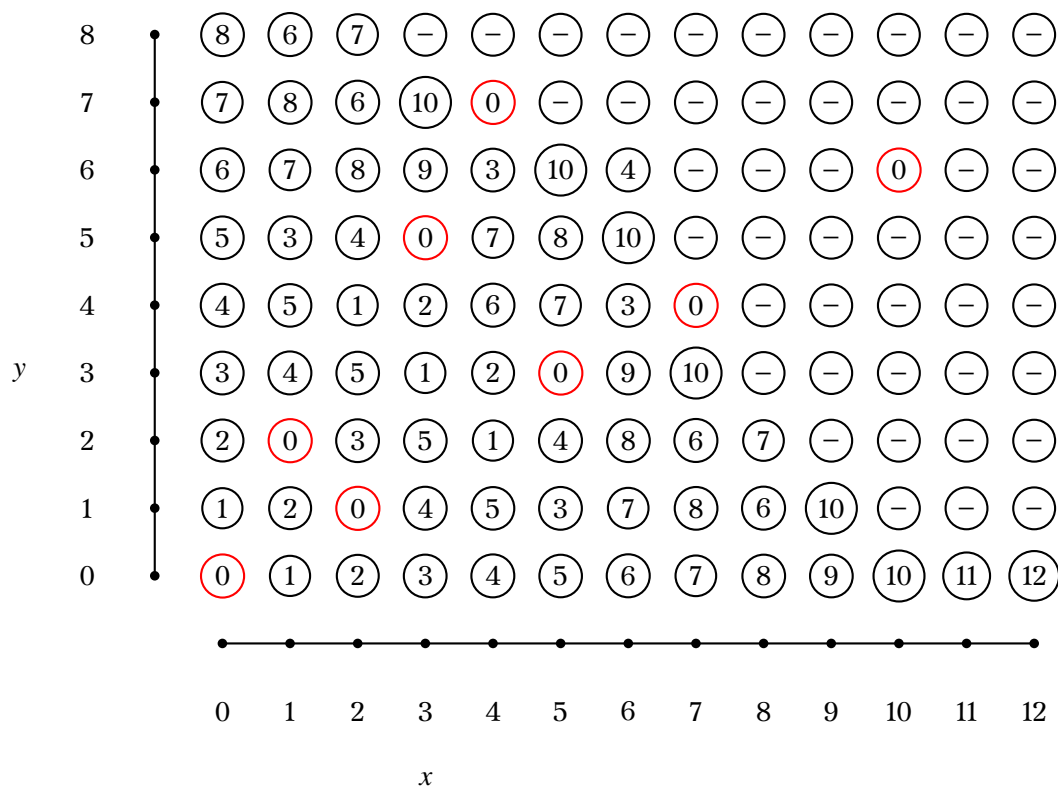 8 8 6 7 – – – – – – – – – –
7 7 8 6 10 0 – – – – – – – –
6 6 7 8 9 3 10 4 – – – 0 – –
5 5 3 4 0 7 8 10 – – – – – –
4 4 5 1 2 6 7 3 0 – – – – –
y 3 3 4 5 1 2 0 9 10 – – – – –
2 2 0 3 5 1 4 8 6 7 – – – –
1 1 2 0 4 5 3 7 8 6 10 – – –
0 0 1 2 3 4 5 6 7 8 9 10 11 12
0 1 2 3 4 5 6 7 8 9 10 11 12
x